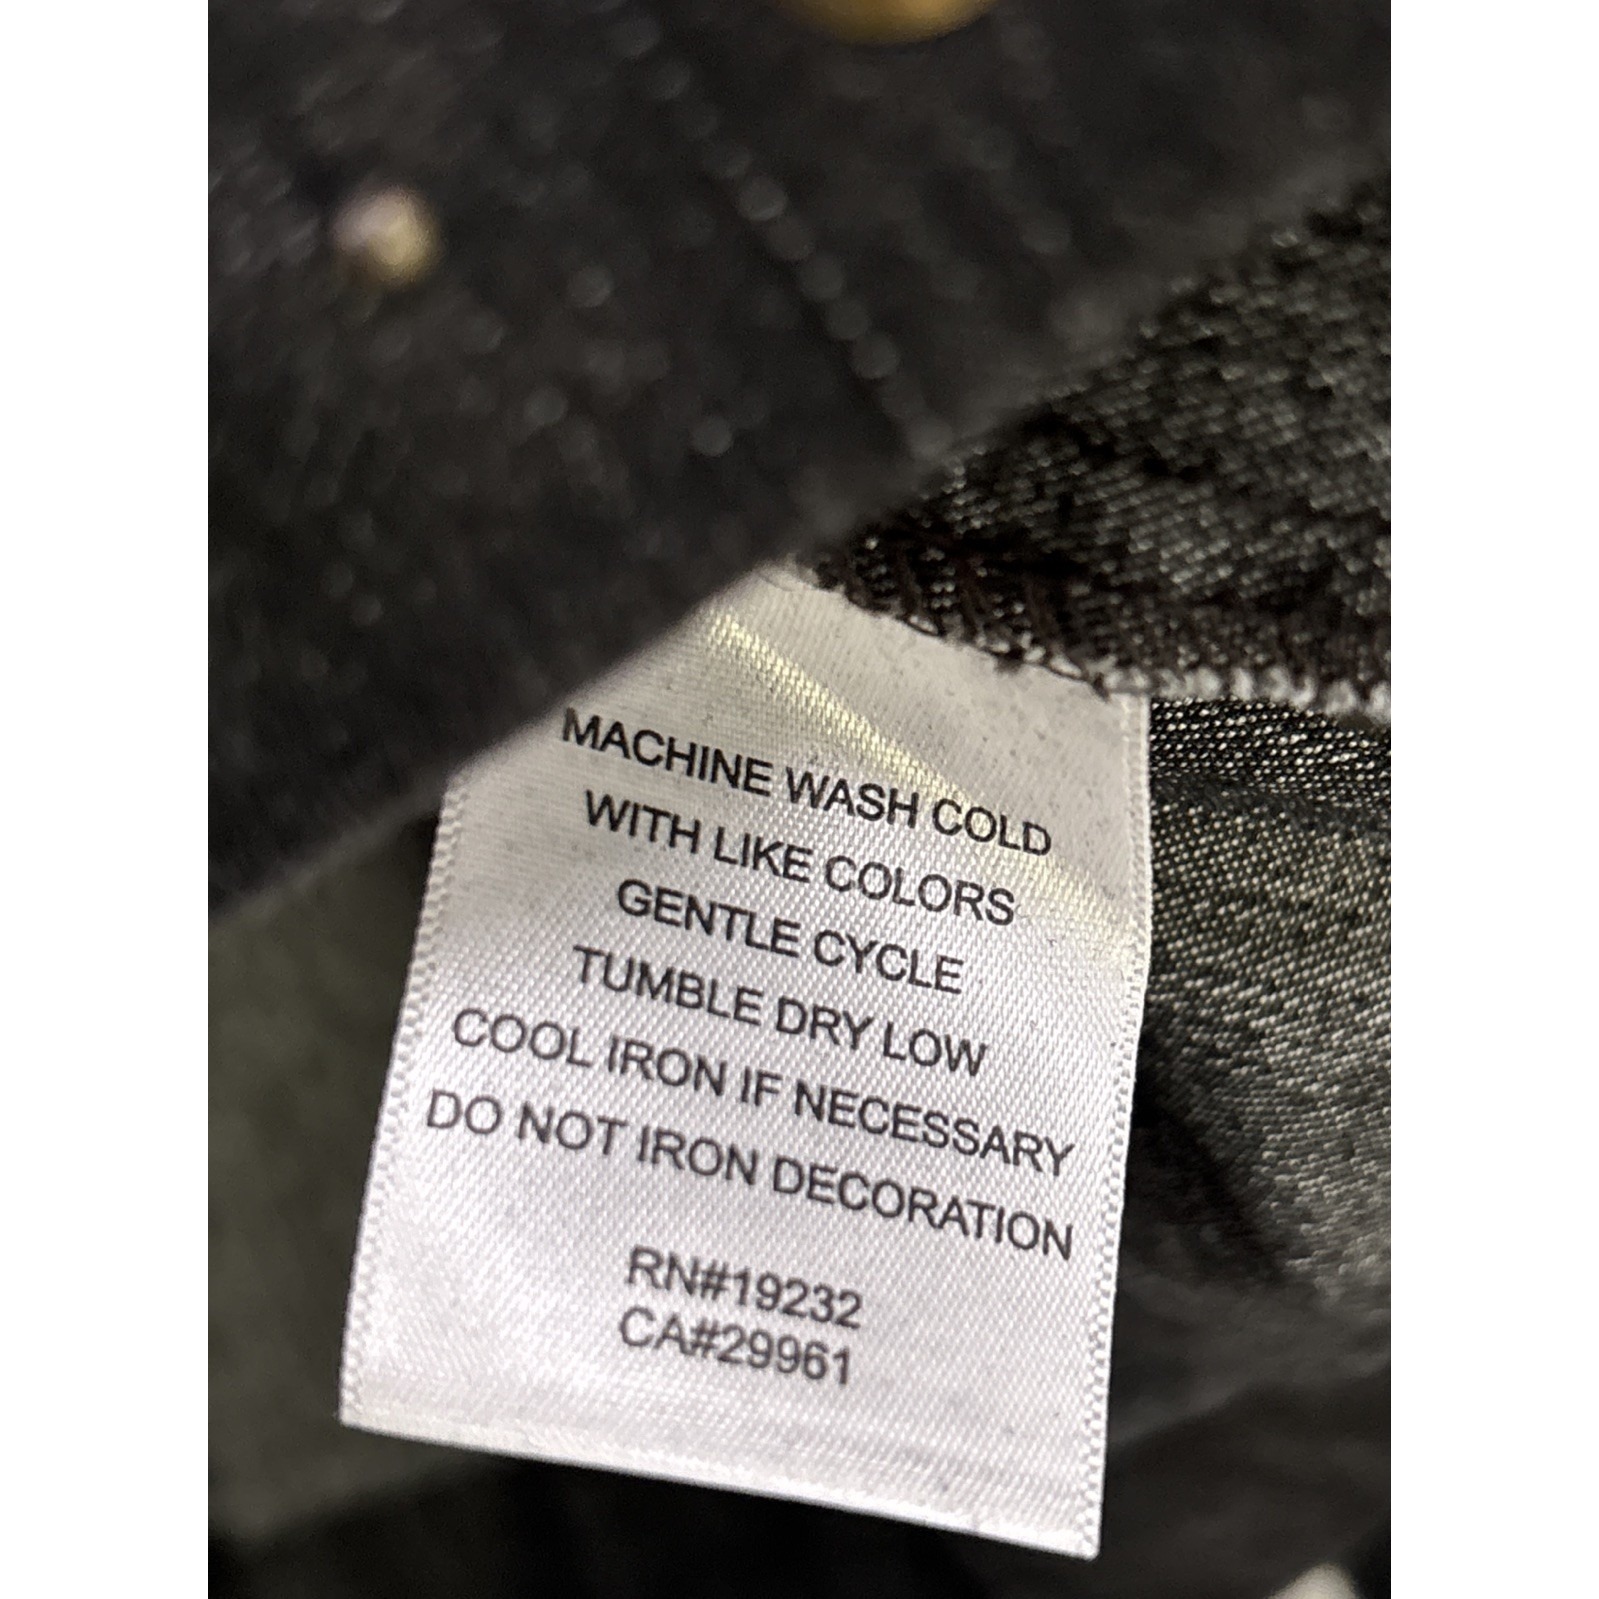 MACHINE WASH COLD
WITH LIKE COLORS
GENTLE CYCLE
TUMBLE DRY LOW
COOL IRON IF NECESSARY
DO NOT IRON DECORATION
RN#19232
CA#29961